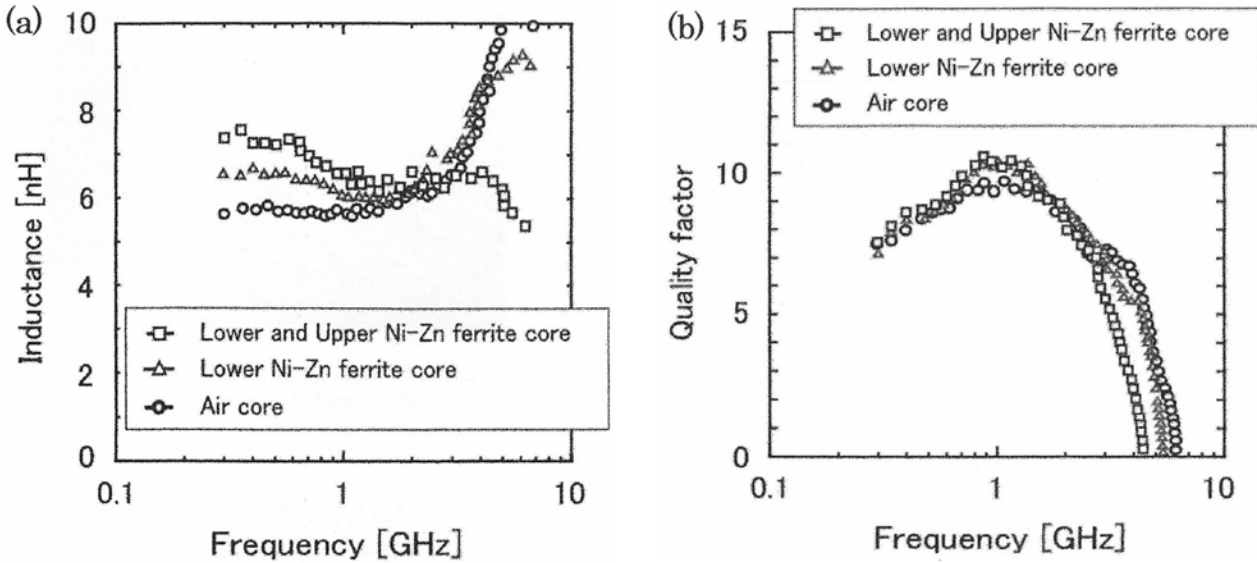 (a)
10
8
6
4
2
0
Inductance [nH]
Lower and Upper Ni-Zn ferrite core
Lower Ni-Zn ferrite core
Air core
0.1
1
10
Frequency [GHz]
(b)
15
10
5
0
Quality factor
Lower and Upper Ni-Zn ferrite core
Lower Ni-Zn ferrite core
Air core
0.1
1
10
Frequency [GHz]